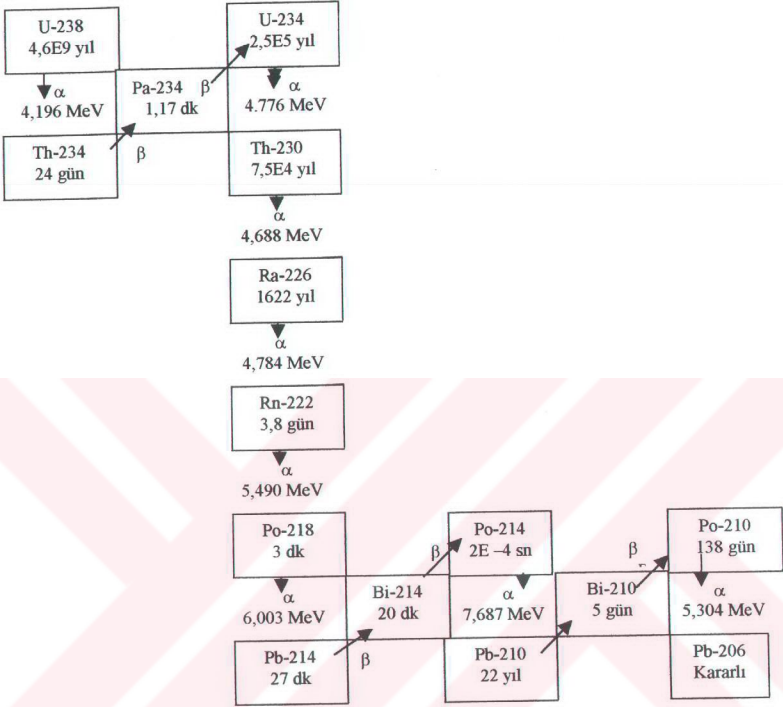 U-238
4,6E9 yıl
α
4,196 MeV
Th-234
24 gün
β
Pa-234
1,17 dk
β
U-234
2,5E5 yıl
α
4.776 MeV
Th-230
7,5E4 yıl
α
4,688 MeV
Ra-226
1622 yıl
α
4,784 MeV
Rn-222
3,8 gün
α
5,490 MeV
Po-218
3 dk
α
6,003 MeV
Pb-214
27 dk
β
Bi-214
20 dk
β
Po-214
2E –4 sn
α
7,687 MeV
Pb-210
22 yıl
Bi-210
5 gün
β
Po-210
138 gün
α
5,304 MeV
Pb-206
Kararlı